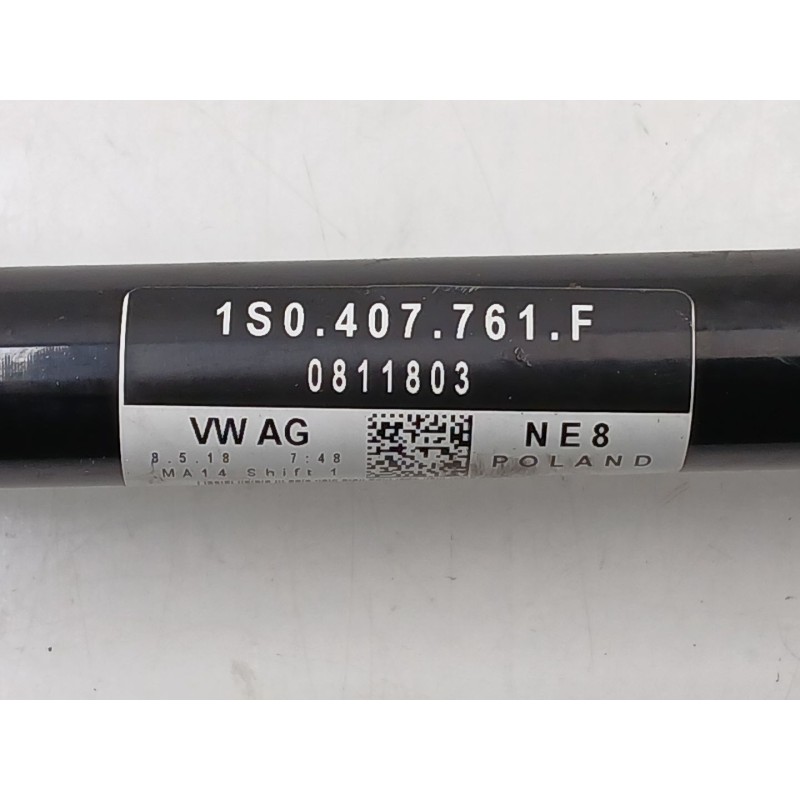 1S0.407.761.F
0811803
VW AG
NE8
8.5.18 7:48
POLAND
MA14 Shift 1